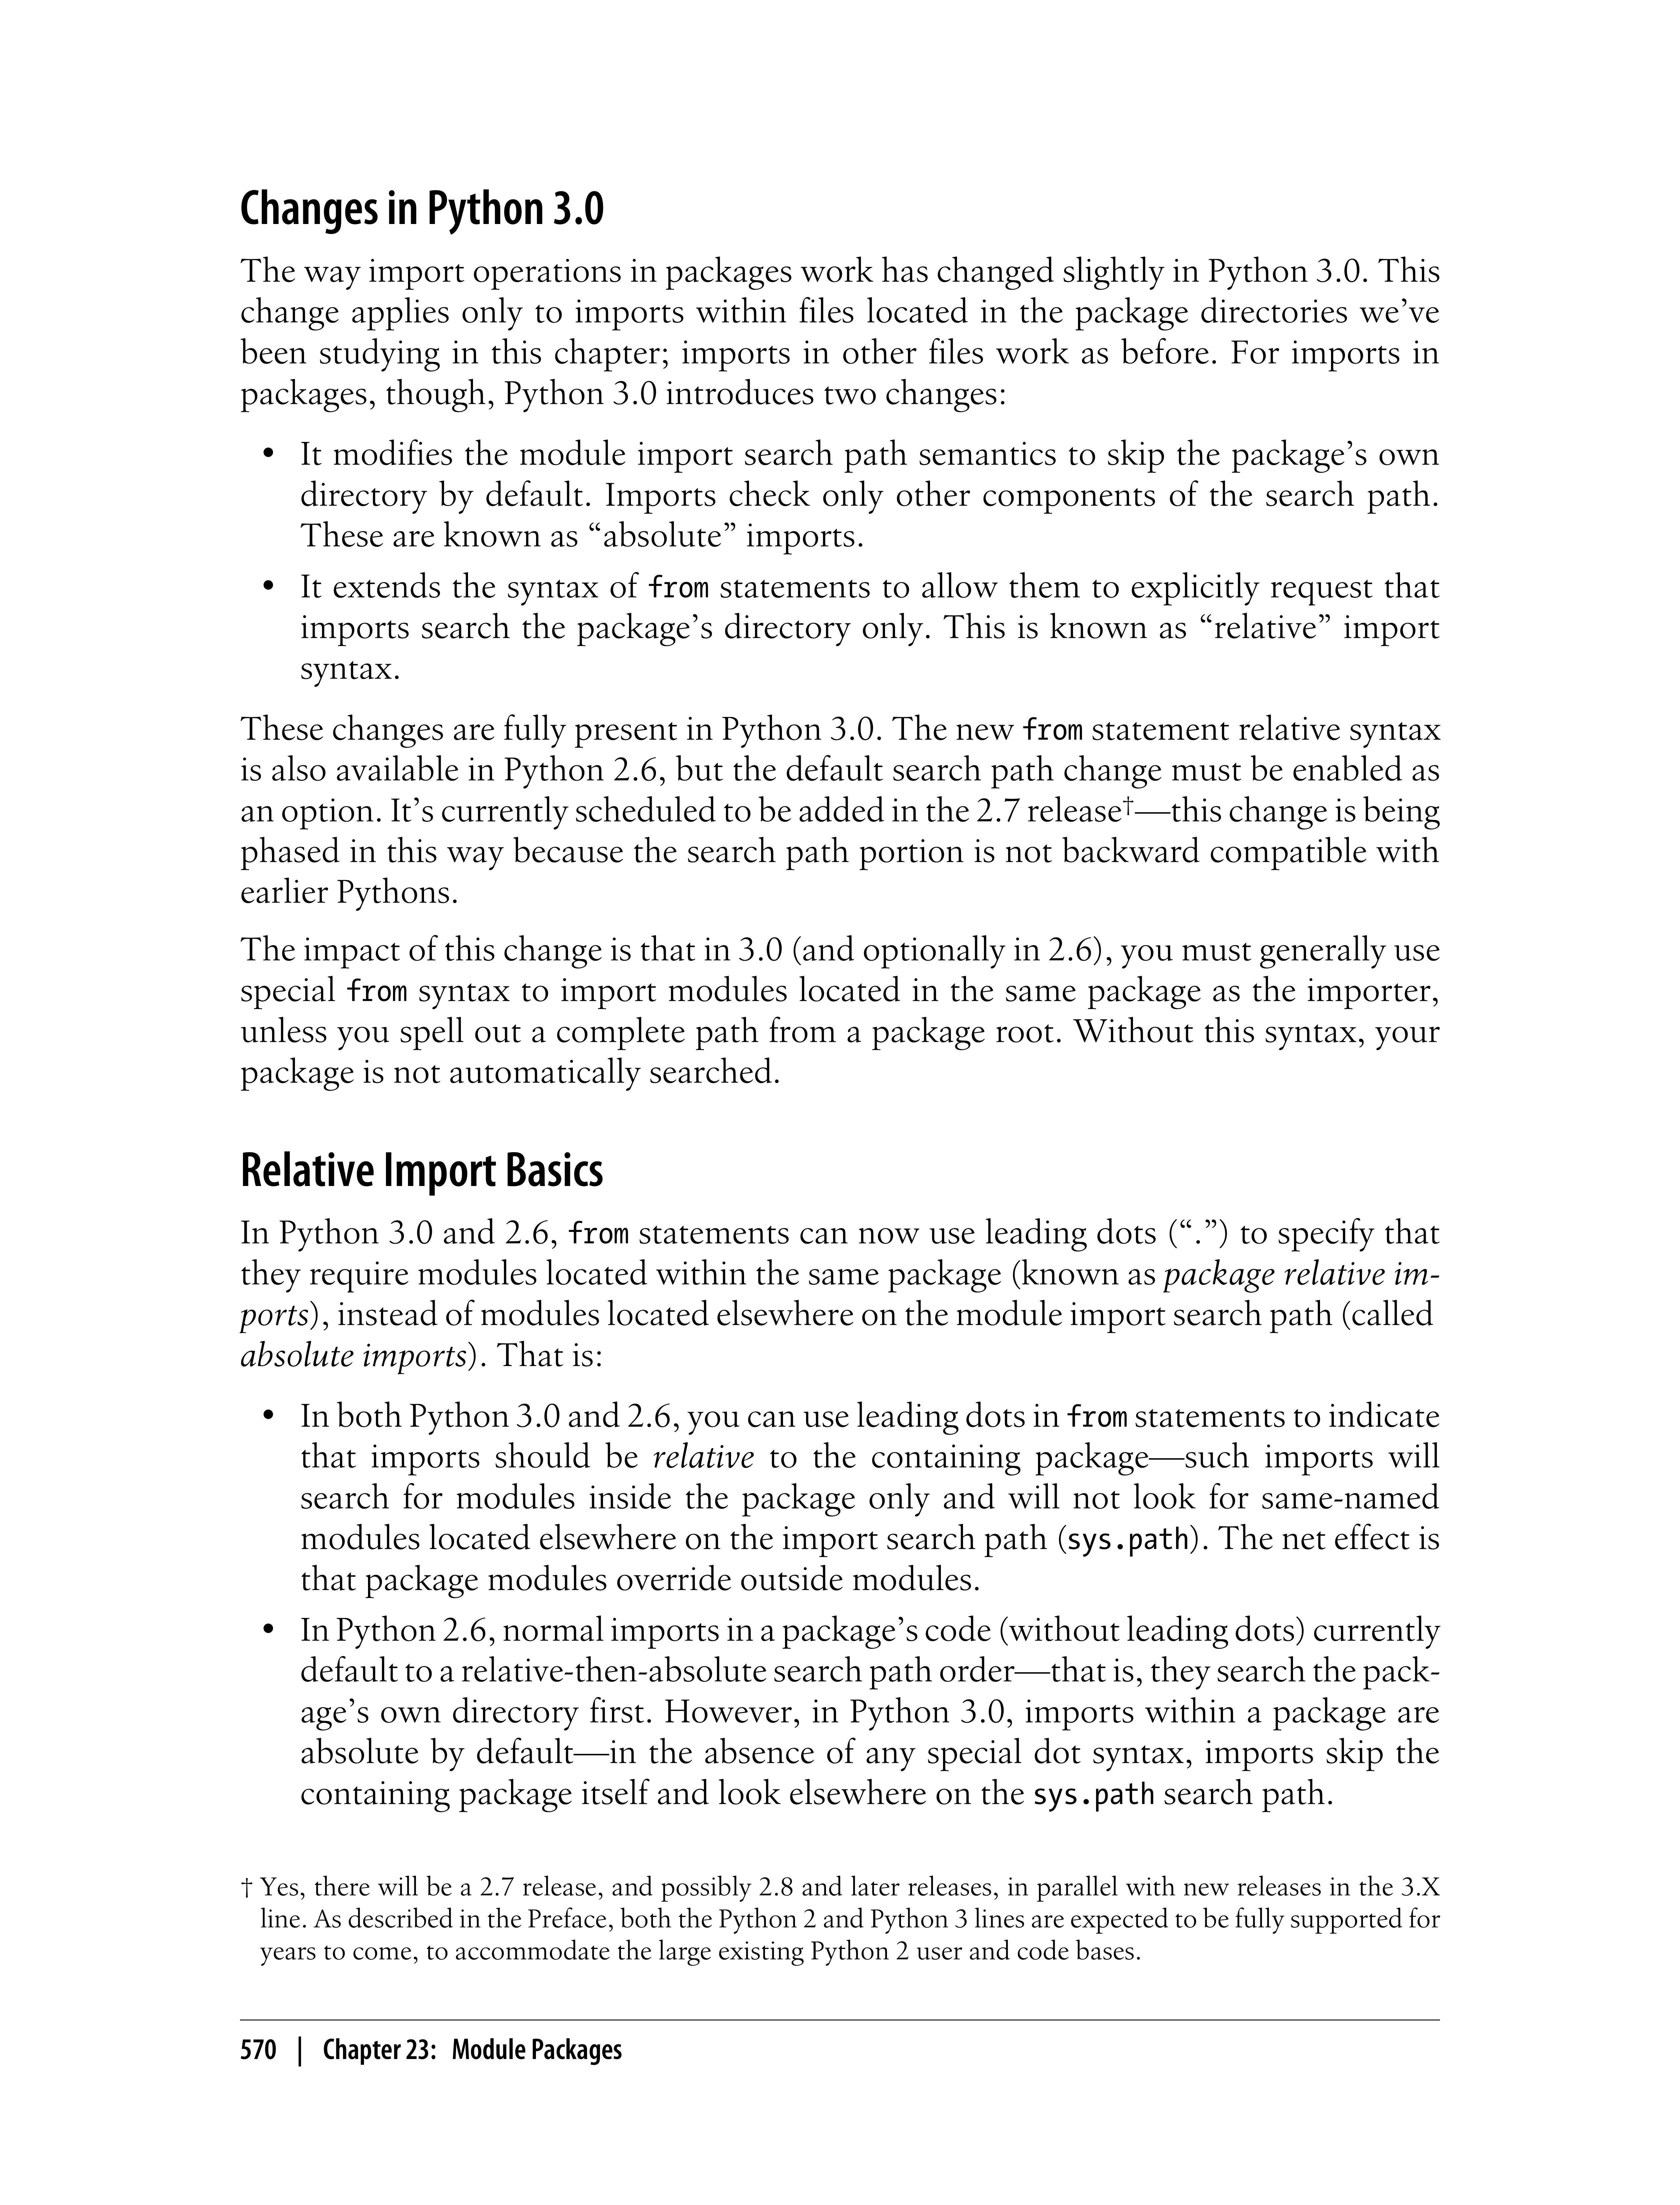 Changes in Python 3.0
The way import operations in packages work has changed slightly in Python 3.0. This
change applies only to imports within files located in the package directories we’ve
been studying in this chapter; imports in other files work as before. For imports in
packages, though, Python 3.0 introduces two changes:
• It modifies the module import search path semantics to skip the package’s own
directory by default. Imports check only other components of the search path.
These are known as “absolute” imports.
• It extends the syntax of from statements to allow them to explicitly request that
imports search the package’s directory only. This is known as “relative” import
syntax.
These changes are fully present in Python 3.0. The new from statement relative syntax
is also available in Python 2.6, but the default search path change must be enabled as
an option. It’s currently scheduled to be added in the 2.7 release†—this change is being
phased in this way because the search path portion is not backward compatible with
earlier Pythons.
The impact of this change is that in 3.0 (and optionally in 2.6), you must generally use
special from syntax to import modules located in the same package as the importer,
unless you spell out a complete path from a package root. Without this syntax, your
package is not automatically searched.
Relative Import Basics
In Python 3.0 and 2.6, from statements can now use leading dots (“.”) to specify that
they require modules located within the same package (known as package relative im-
ports), instead of modules located elsewhere on the module import search path (called
absolute imports). That is:
• In both Python 3.0 and 2.6, you can use leading dots in from statements to indicate
that imports should be relative to the containing package—such imports will
search for modules inside the package only and will not look for same-named
modules located elsewhere on the import search path (sys.path). The net effect is
that package modules override outside modules.
• In Python 2.6, normal imports in a package’s code (without leading dots) currently
default to a relative-then-absolute search path order—that is, they search the pack-
age’s own directory first. However, in Python 3.0, imports within a package are
absolute by default—in the absence of any special dot syntax, imports skip the
containing package itself and look elsewhere on the sys.path search path.
† Yes, there will be a 2.7 release, and possibly 2.8 and later releases, in parallel with new releases in the 3.X
line. As described in the Preface, both the Python 2 and Python 3 lines are expected to be fully supported for
years to come, to accommodate the large existing Python 2 user and code bases.
570 | Chapter 23: Module Packages